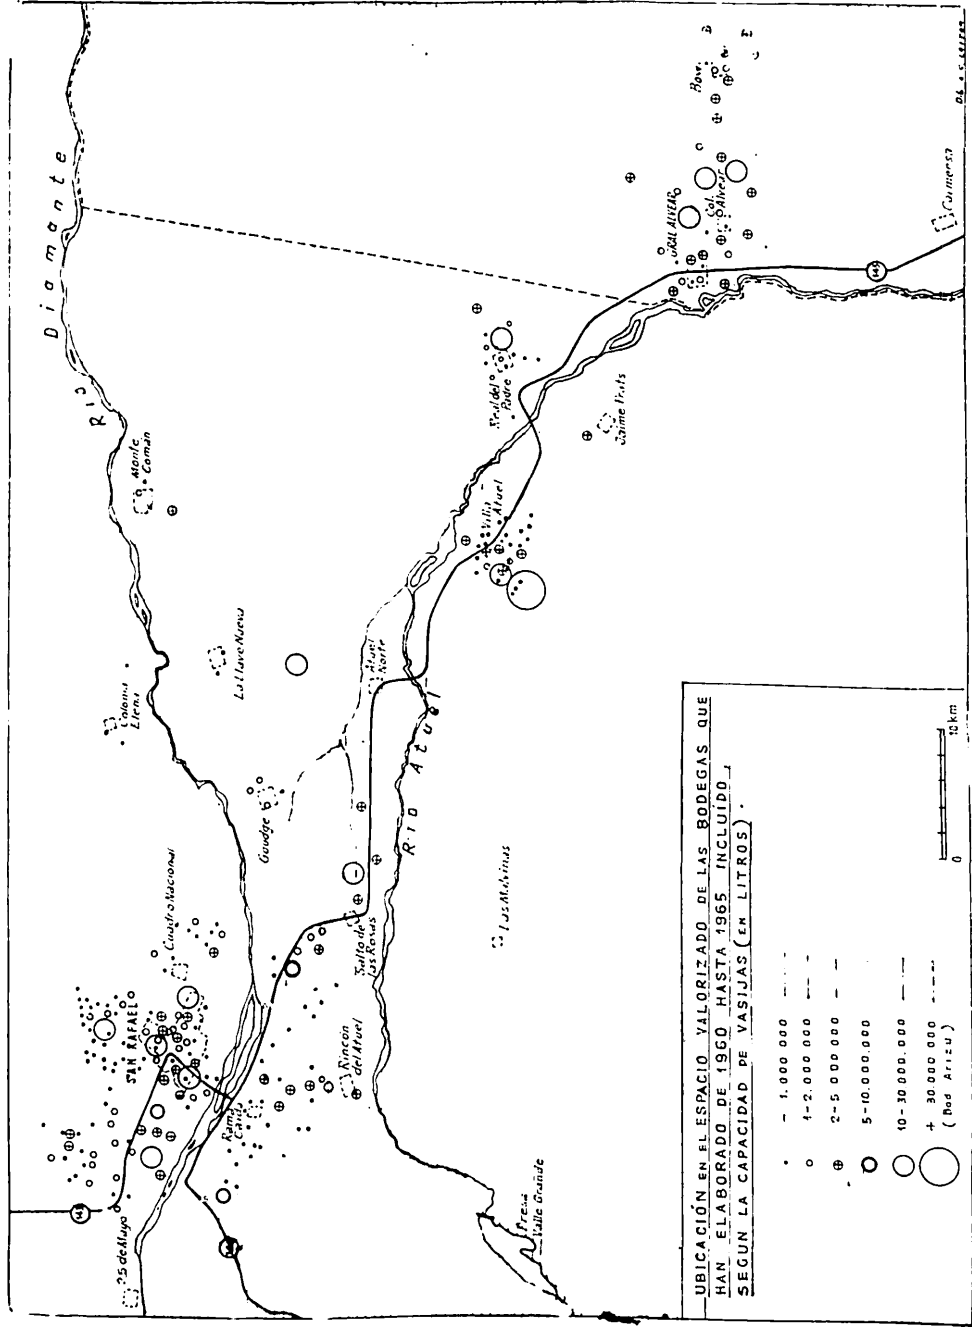 Diamante
RIO
25 de Mayo
SAN RAFAEL
Cuadro Nacional
Rama
Caída
Rincón
del Atuel
Salto de
las Rosas
Goudge
Colonia
Elena
La Llave Nueva
Monte
Coman
Atuel
Norte
RIO Atuel
Villa
Atuel
Real del
Padre
Jaime Prats
GRAL ALVEAR
Col.
Alvear
Bow.
Carmensa
Las Malvinas
Presa
Valle Grande
143
UBICACIÓN EN EL ESPACIO VALORIZADO DE LAS BODEGAS QUE
HAN ELABORADO DE 1960 HASTA 1965 INCLUÍDO
SEGUN LA CAPACIDAD DE VASIJAS (EN LITROS).
- 1.000 000
1-2.000 000
2-5 000 000
5-10.000.000
10-30 000.000
+ 30.000 000
(Bod Arizu)
0 10 km